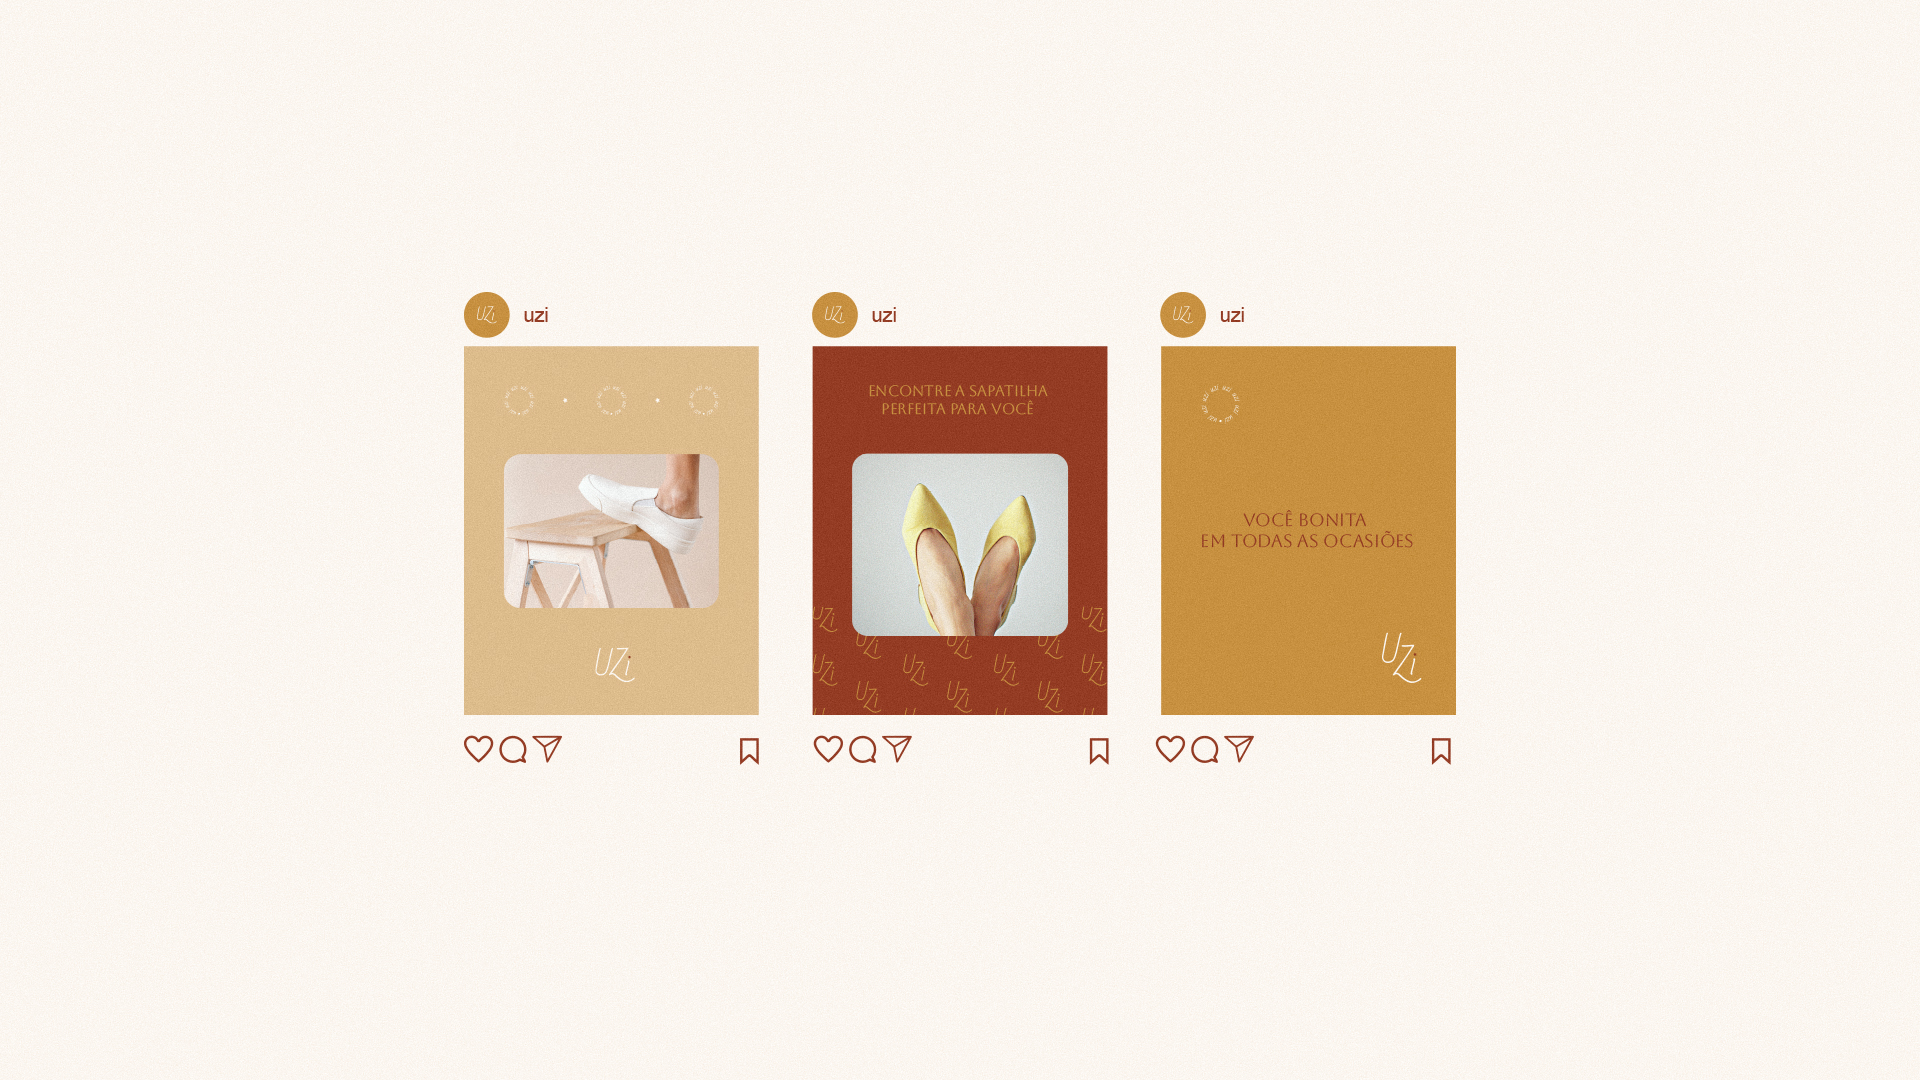 UZi
uzi
UZi
UZi
uzi
ENCONTRE A SAPATILHA
PERFEITA PARA VOCÊ
UZi UZi
UZi UZi UZi
UZi UZi UZi UZi
UZi UZi UZi
UZi
uzi
VOCÊ BONITA
EM TODAS AS OCASIÕES
UZi